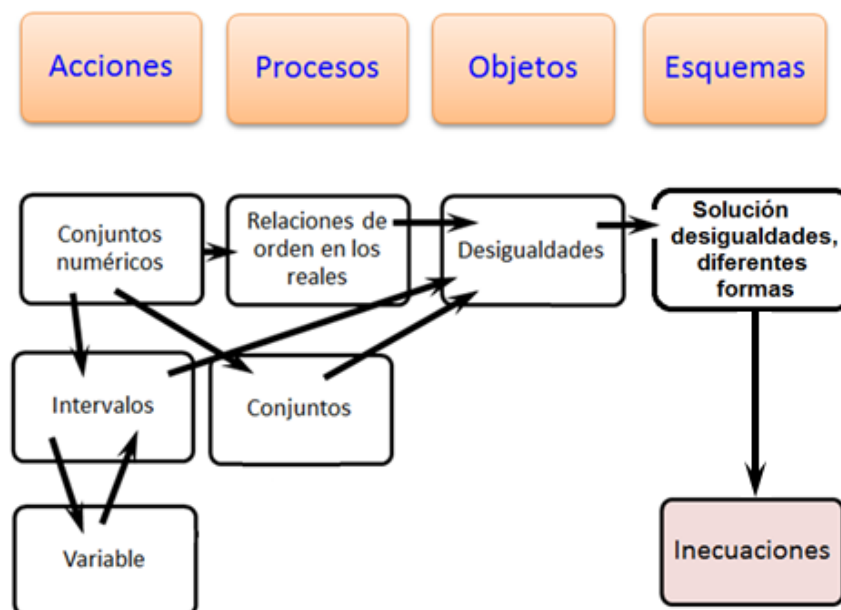 Acciones
Procesos
Objetos
Esquemas
Conjuntos
numéricos
Relaciones de
orden en los
reales
Desigualdades
Solución
desigualdades,
diferentes
formas
Intervalos
Conjuntos
Variable
Inecuaciones